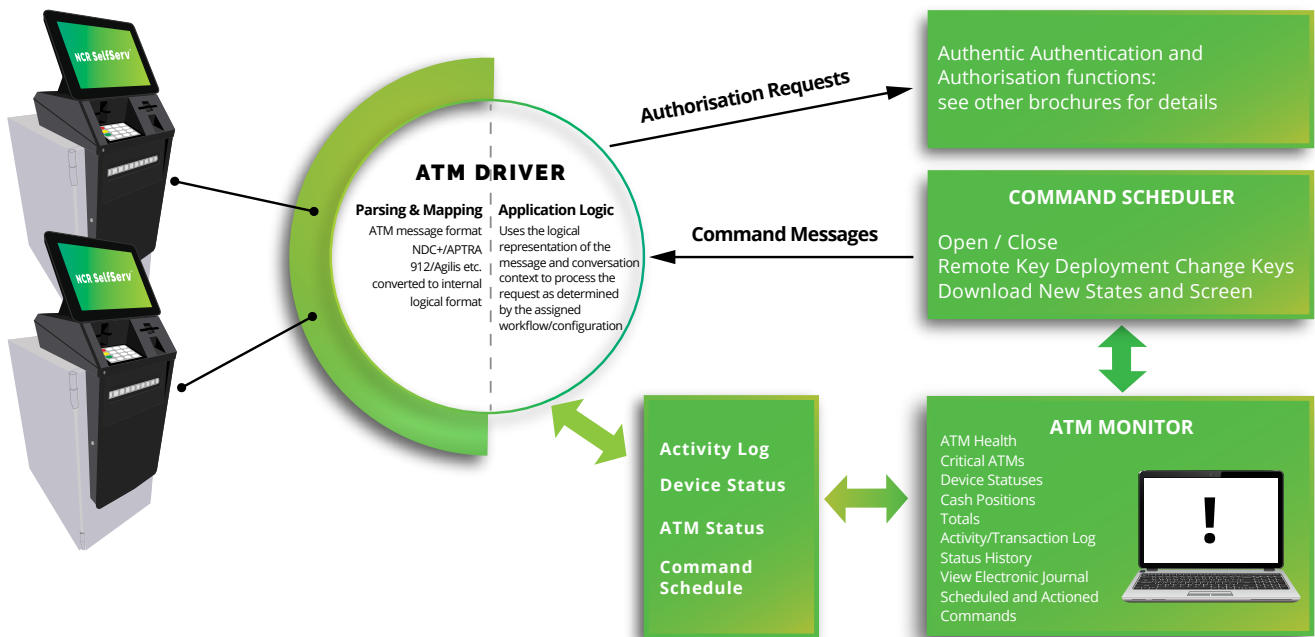 NCR SelfServ
NCR SelfServ
ATM DRIVER
Parsing & Mapping
ATM message format
NDC+/APTRA
912/Agilis etc.
converted to internal
logical format
Application Logic
Uses the logical
representation of the
message and conversation
context to process the
request as determined
by the assigned
workflow/configuration
Authorisation Requests
Authentic Authentication and
Authorisation functions:
see other brochures for details
Command Messages
COMMAND SCHEDULER
Open / Close
Remote Key Deployment Change Keys
Download New States and Screen
Activity Log
Device Status
ATM Status
Command
Schedule
ATM MONITOR
ATM Health
Critical ATMs
Device Statuses
Cash Positions
Totals
Activity/Transaction Log
Status History
View Electronic Journal
Scheduled and Actioned
Commands
!